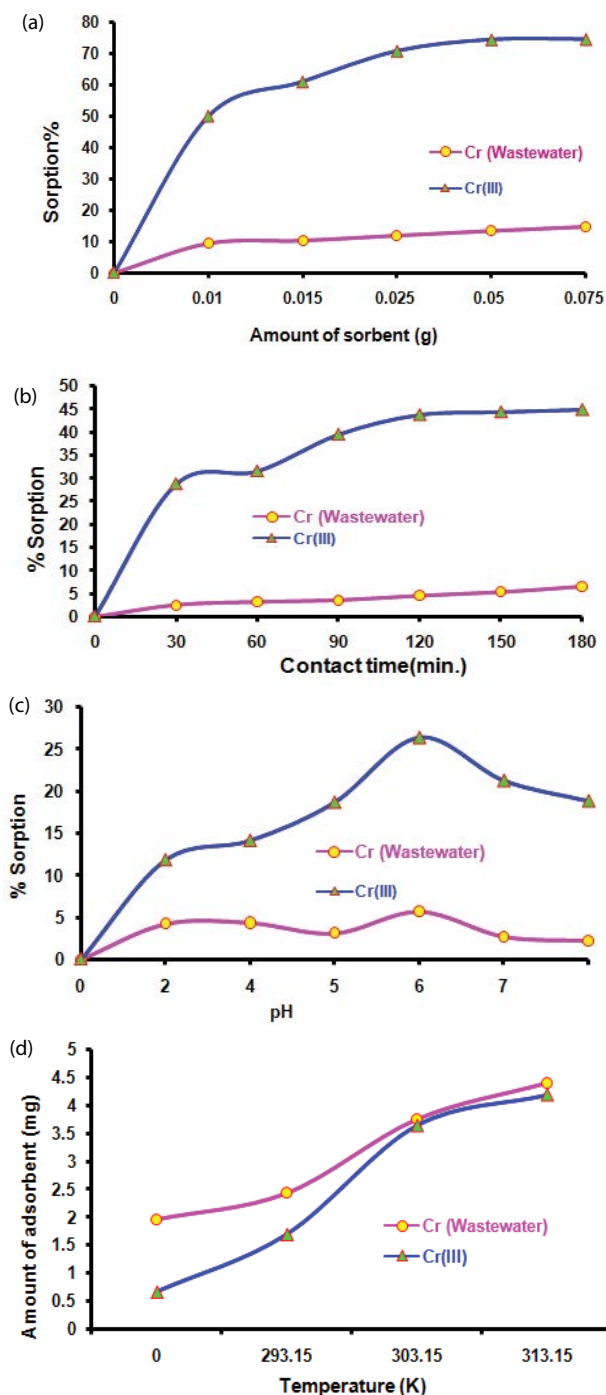 (a)
80
70
60
50
40
30
20
10
0
Sorption%
Cr (Wastewater)
Cr(III)
0 0.01 0.015 0.025 0.05 0.075
Amount of sorbent (g)
(b)
50
45
40
35
30
25
20
15
10
5
0
% Sorption
Cr (Wastewater)
Cr(III)
0 30 60 90 120 150 180
Contact time(min.)
(c)
30
25
20
15
10
5
0
% Sorption
Cr (Wastewater)
Cr(III)
0 2 4 5 6 7
pH
(d)
5
4.5
4
3.5
3
2.5
2
1.5
1
0.5
0
Amount of adsorbent (mg)
Cr (Wastewater)
Cr(III)
0 293.15 303.15 313.15
Temperature (K)